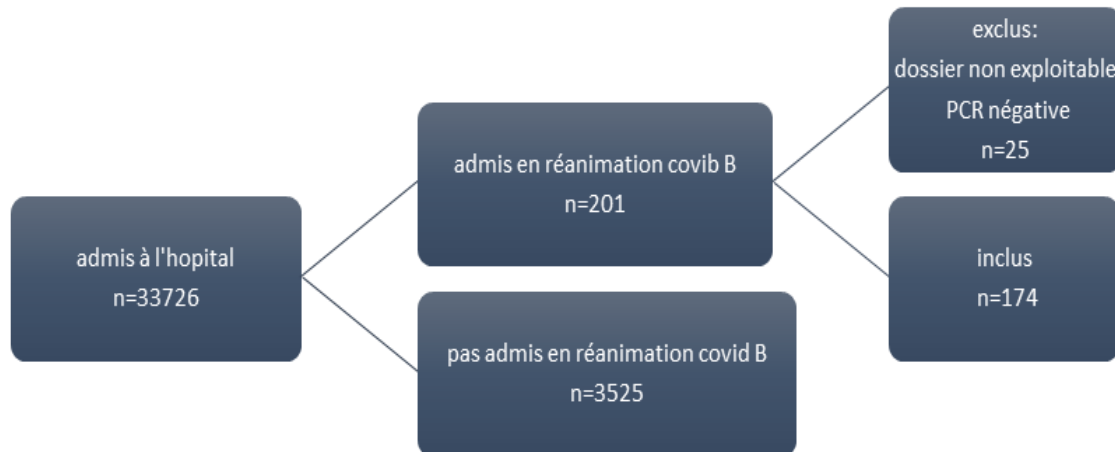 admis à l'hopital
n=33726
admis en réanimation covib B
n=201
pas admis en réanimation covid B
n=3525
exclus:
dossier non exploitable
PCR négative
n=25
inclus
n=174